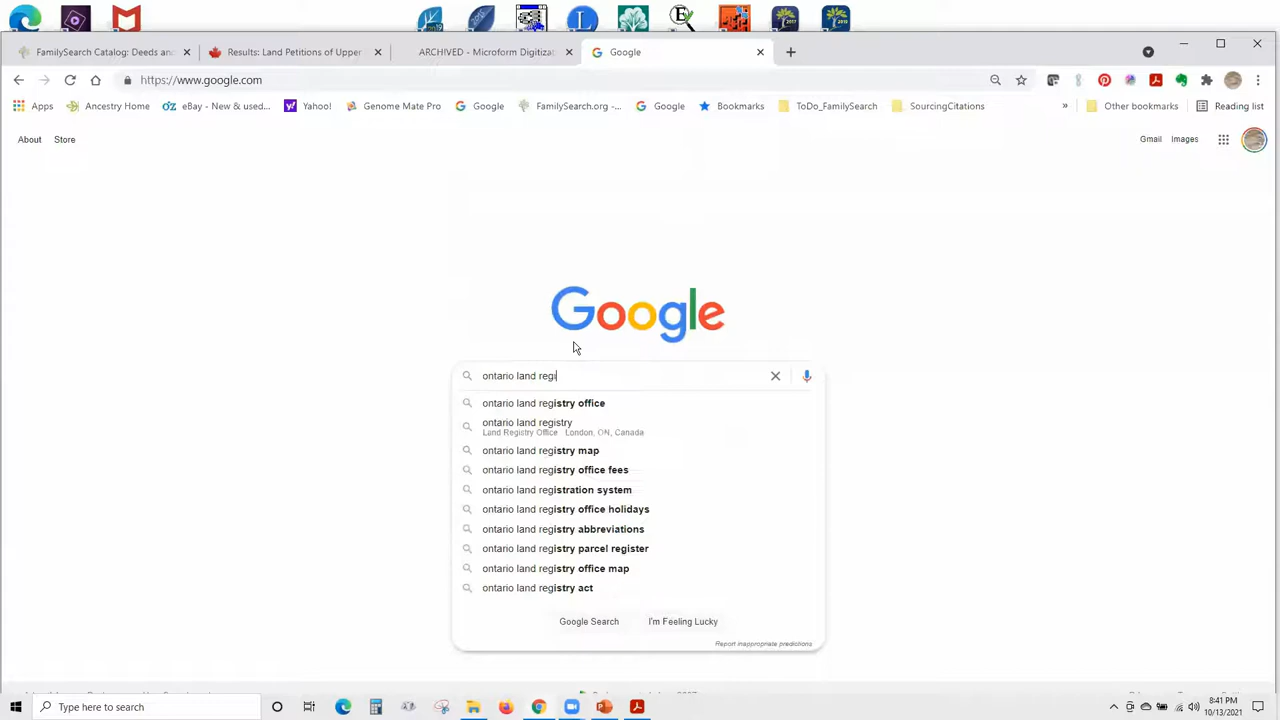 FamilySearch Catalog: Deeds and
Results: Land Petitions of Upper
ARCHIVED - Microform Digitizat
Google
https://www.google.com
Apps
Ancestry Home
eBay - New & used...
Yahoo!
Genome Mate Pro
Google
FamilySearch.org -...
Google
Bookmarks
ToDo_FamilySearch
SourcingCitations
»
Other bookmarks
Reading list
About
Store
Gmail
Images
Google
ontario land regi
ontario land registry office
ontario land registry
Land Registry Office London, ON, Canada
ontario land registry map
ontario land registry office fees
ontario land registration system
ontario land registry office holidays
ontario land registry abbreviations
ontario land registry parcel register
ontario land registry office map
ontario land registry act
Google Search
I'm Feeling Lucky
Report inappropriate predictions
Type here to search
8:41 PM
10/13/2021